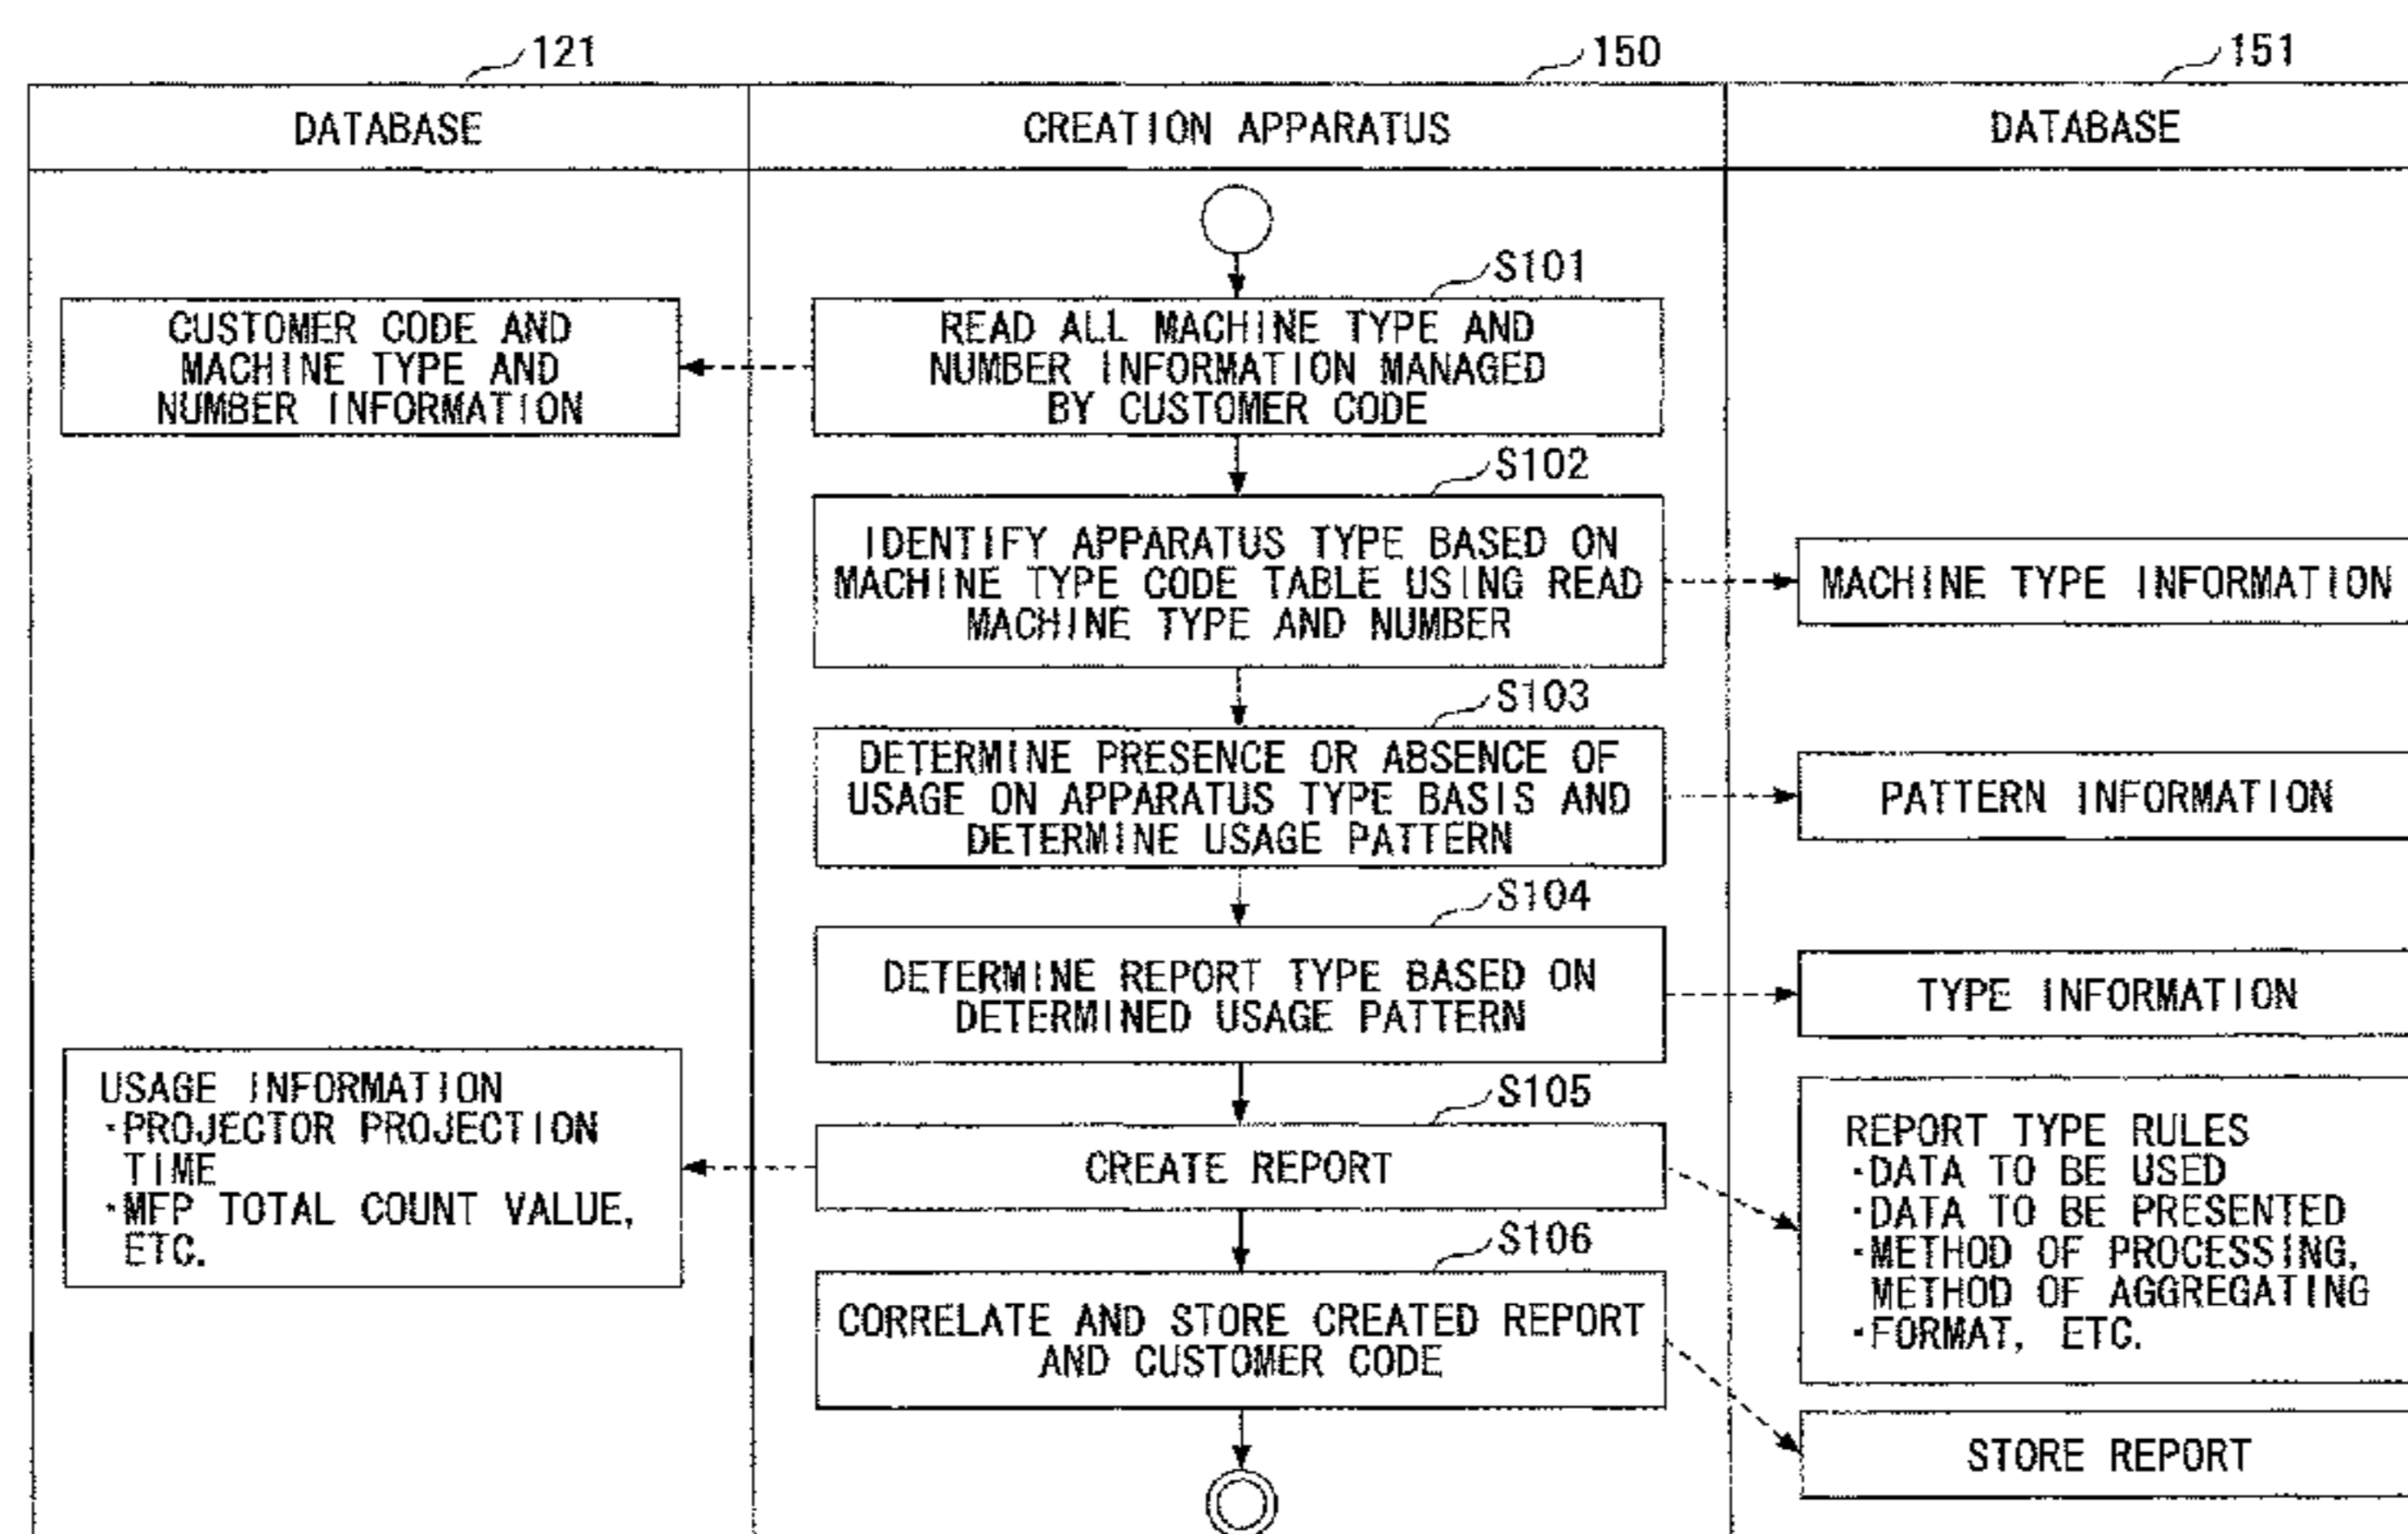 121
150
151
DATABASE
CREATION APPARATUS
DATABASE
S101
CUSTOMER CODE AND
MACHINE TYPE AND
NUMBER INFORMATION
READ ALL MACHINE TYPE AND
NUMBER INFORMATION MANAGED
BY CUSTOMER CODE
S102
IDENTIFY APPARATUS TYPE BASED ON
MACHINE TYPE CODE TABLE USING READ
MACHINE TYPE AND NUMBER
MACHINE TYPE INFORMATION
S103
DETERMINE PRESENCE OR ABSENCE OF
USAGE ON APPARATUS TYPE BASIS AND
DETERMINE USAGE PATTERN
PATTERN INFORMATION
S104
DETERMINE REPORT TYPE BASED ON
DETERMINED USAGE PATTERN
TYPE INFORMATION
USAGE INFORMATION
・PROJECTOR PROJECTION
TIME
・MFP TOTAL COUNT VALUE,
ETC.
S105
CREATE REPORT
REPORT TYPE RULES
・DATA TO BE USED
・DATA TO BE PRESENTED
・METHOD OF PROCESSING,
METHOD OF AGGREGATING
・FORMAT, ETC.
S106
CORRELATE AND STORE CREATED REPORT
AND CUSTOMER CODE
STORE REPORT